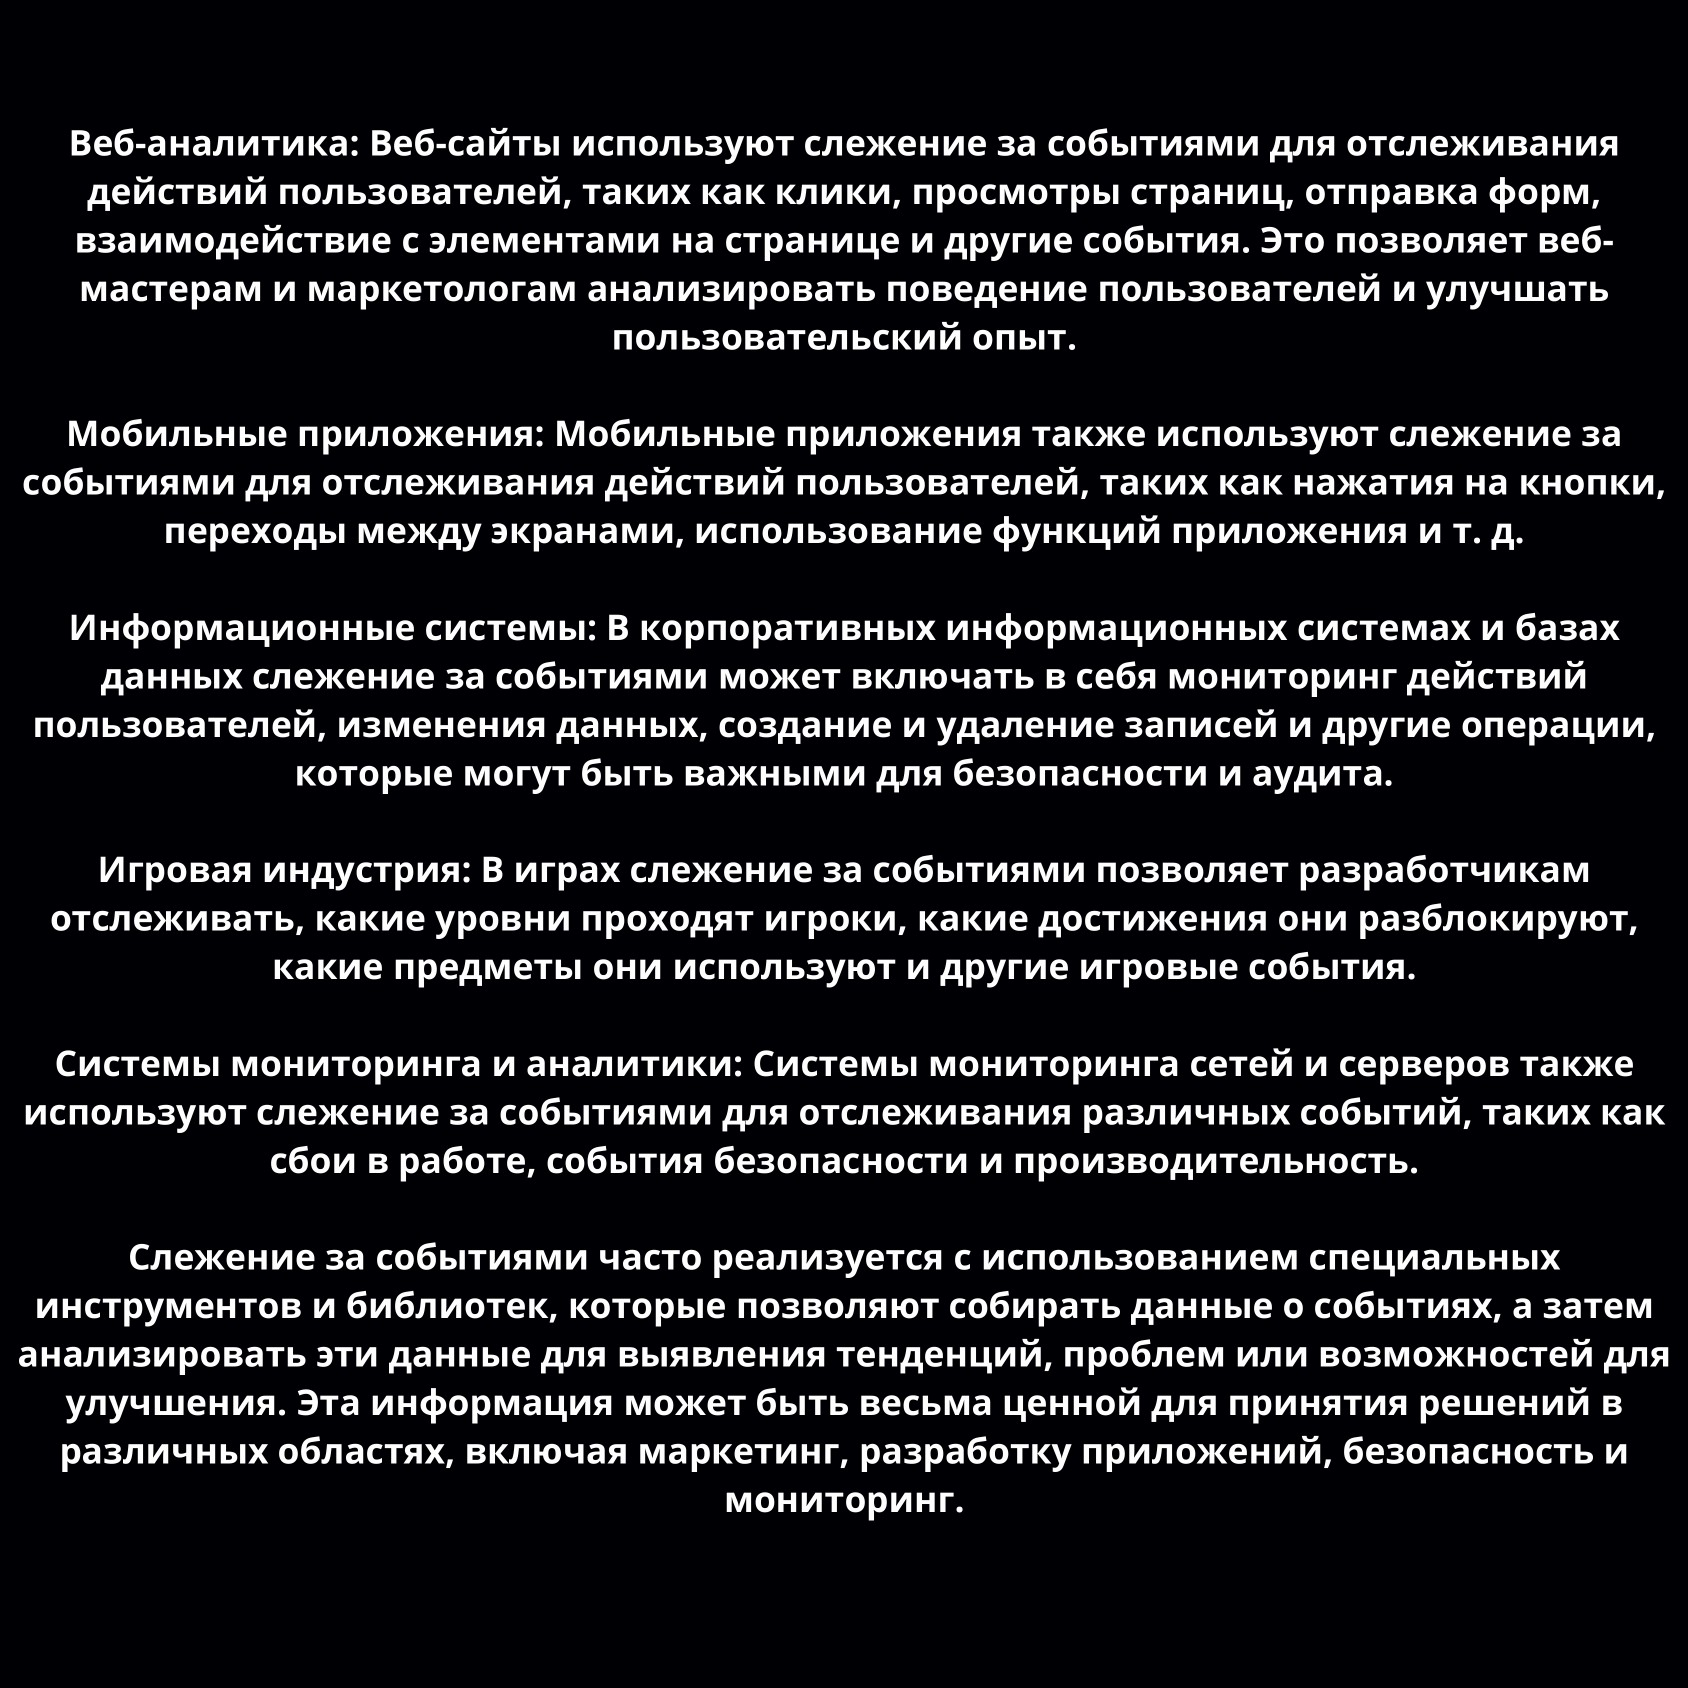 Веб-аналитика: Веб-сайты используют слежение за событиями для отслеживания
действий пользователей, таких как клики, просмотры страниц, отправка форм,
взаимодействие с элементами на странице и другие события. Это позволяет веб-
мастерам и маркетологам анализировать поведение пользователей и улучшать
пользовательский опыт.
Мобильные приложения: Мобильные приложения также используют слежение за
событиями для отслеживания действий пользователей, таких как нажатия на кнопки,
переходы между экранами, использование функций приложения и т. д.
Информационные системы: В корпоративных информационных системах и базах
данных слежение за событиями может включать в себя мониторинг действий
пользователей, изменения данных, создание и удаление записей и другие операции,
которые могут быть важными для безопасности и аудита.
Игровая индустрия: В играх слежение за событиями позволяет разработчикам
отслеживать, какие уровни проходят игроки, какие достижения они разблокируют,
какие предметы они используют и другие игровые события.
Системы мониторинга и аналитики: Системы мониторинга сетей и серверов также
используют слежение за событиями для отслеживания различных событий, таких как
сбои в работе, события безопасности и производительность.
Слежение за событиями часто реализуется с использованием специальных
инструментов и библиотек, которые позволяют собирать данные о событиях, а затем
анализировать эти данные для выявления тенденций, проблем или возможностей для
улучшения. Эта информация может быть весьма ценной для принятия решений в
различных областях, включая маркетинг, разработку приложений, безопасность и
мониторинг.